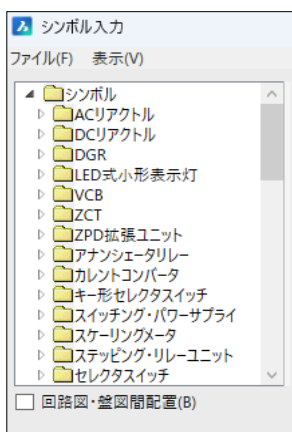 シンボル入力
ファイル(F) 表示(V)
シンボル
ACリアクトル
DCリアクトル
DGR
LED式小形表示灯
VCB
ZCT
ZPD拡張ユニット
アナンシェータリレー
カレントコンバータ
キー形セレクタスイッチ
スイッチング・パワーサプライ
スケーリングメータ
ステッピング・リレーユニット
セレクタスイッチ
回路図・盤図間配置(B)